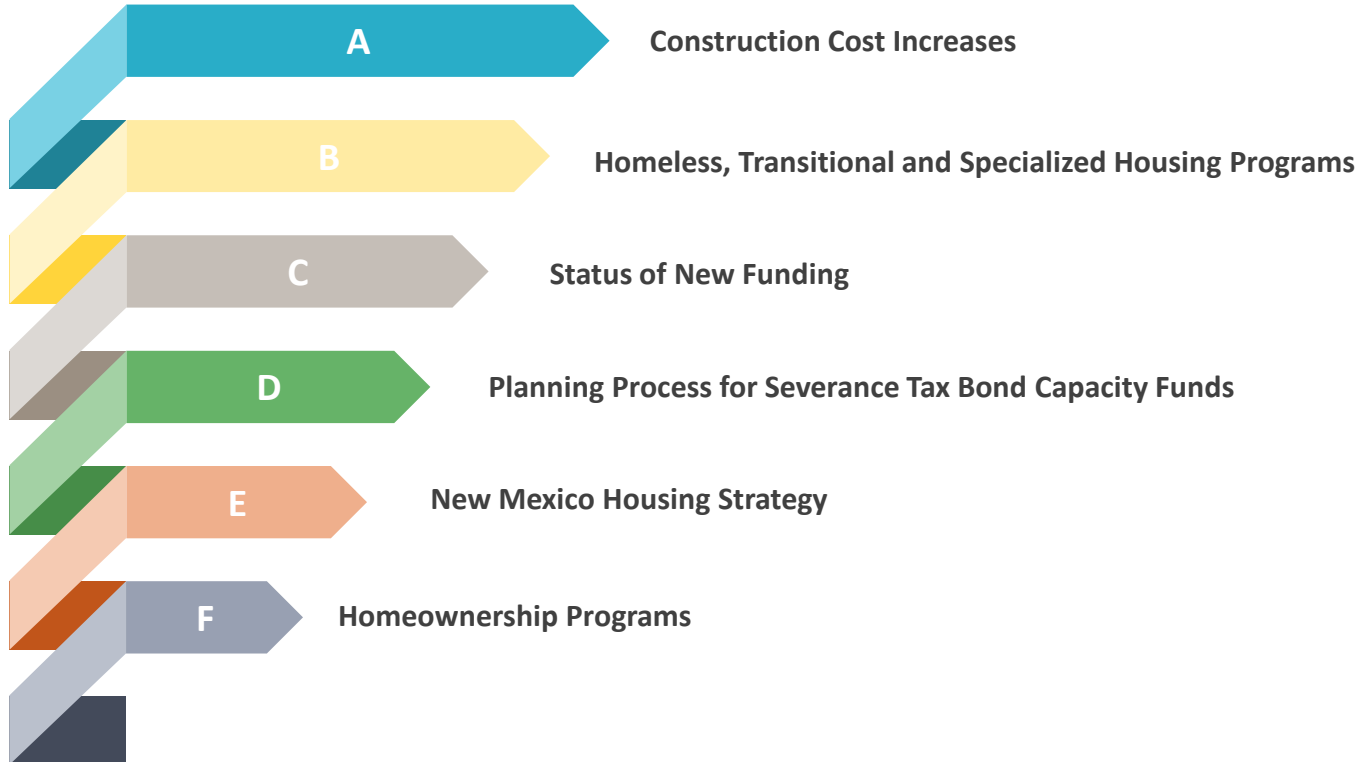 A
Construction Cost Increases
B
Homeless, Transitional and Specialized Housing Programs
C
Status of New Funding
D
Planning Process for Severance Tax Bond Capacity Funds
E
New Mexico Housing Strategy
F
Homeownership Programs